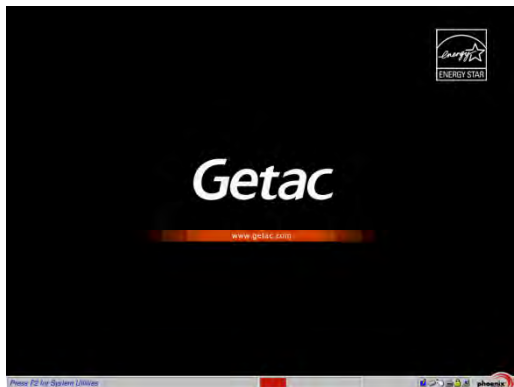 energy
ENERGY STAR
Getac
www.getac.com
Press F2 for System Utilities
phoenix